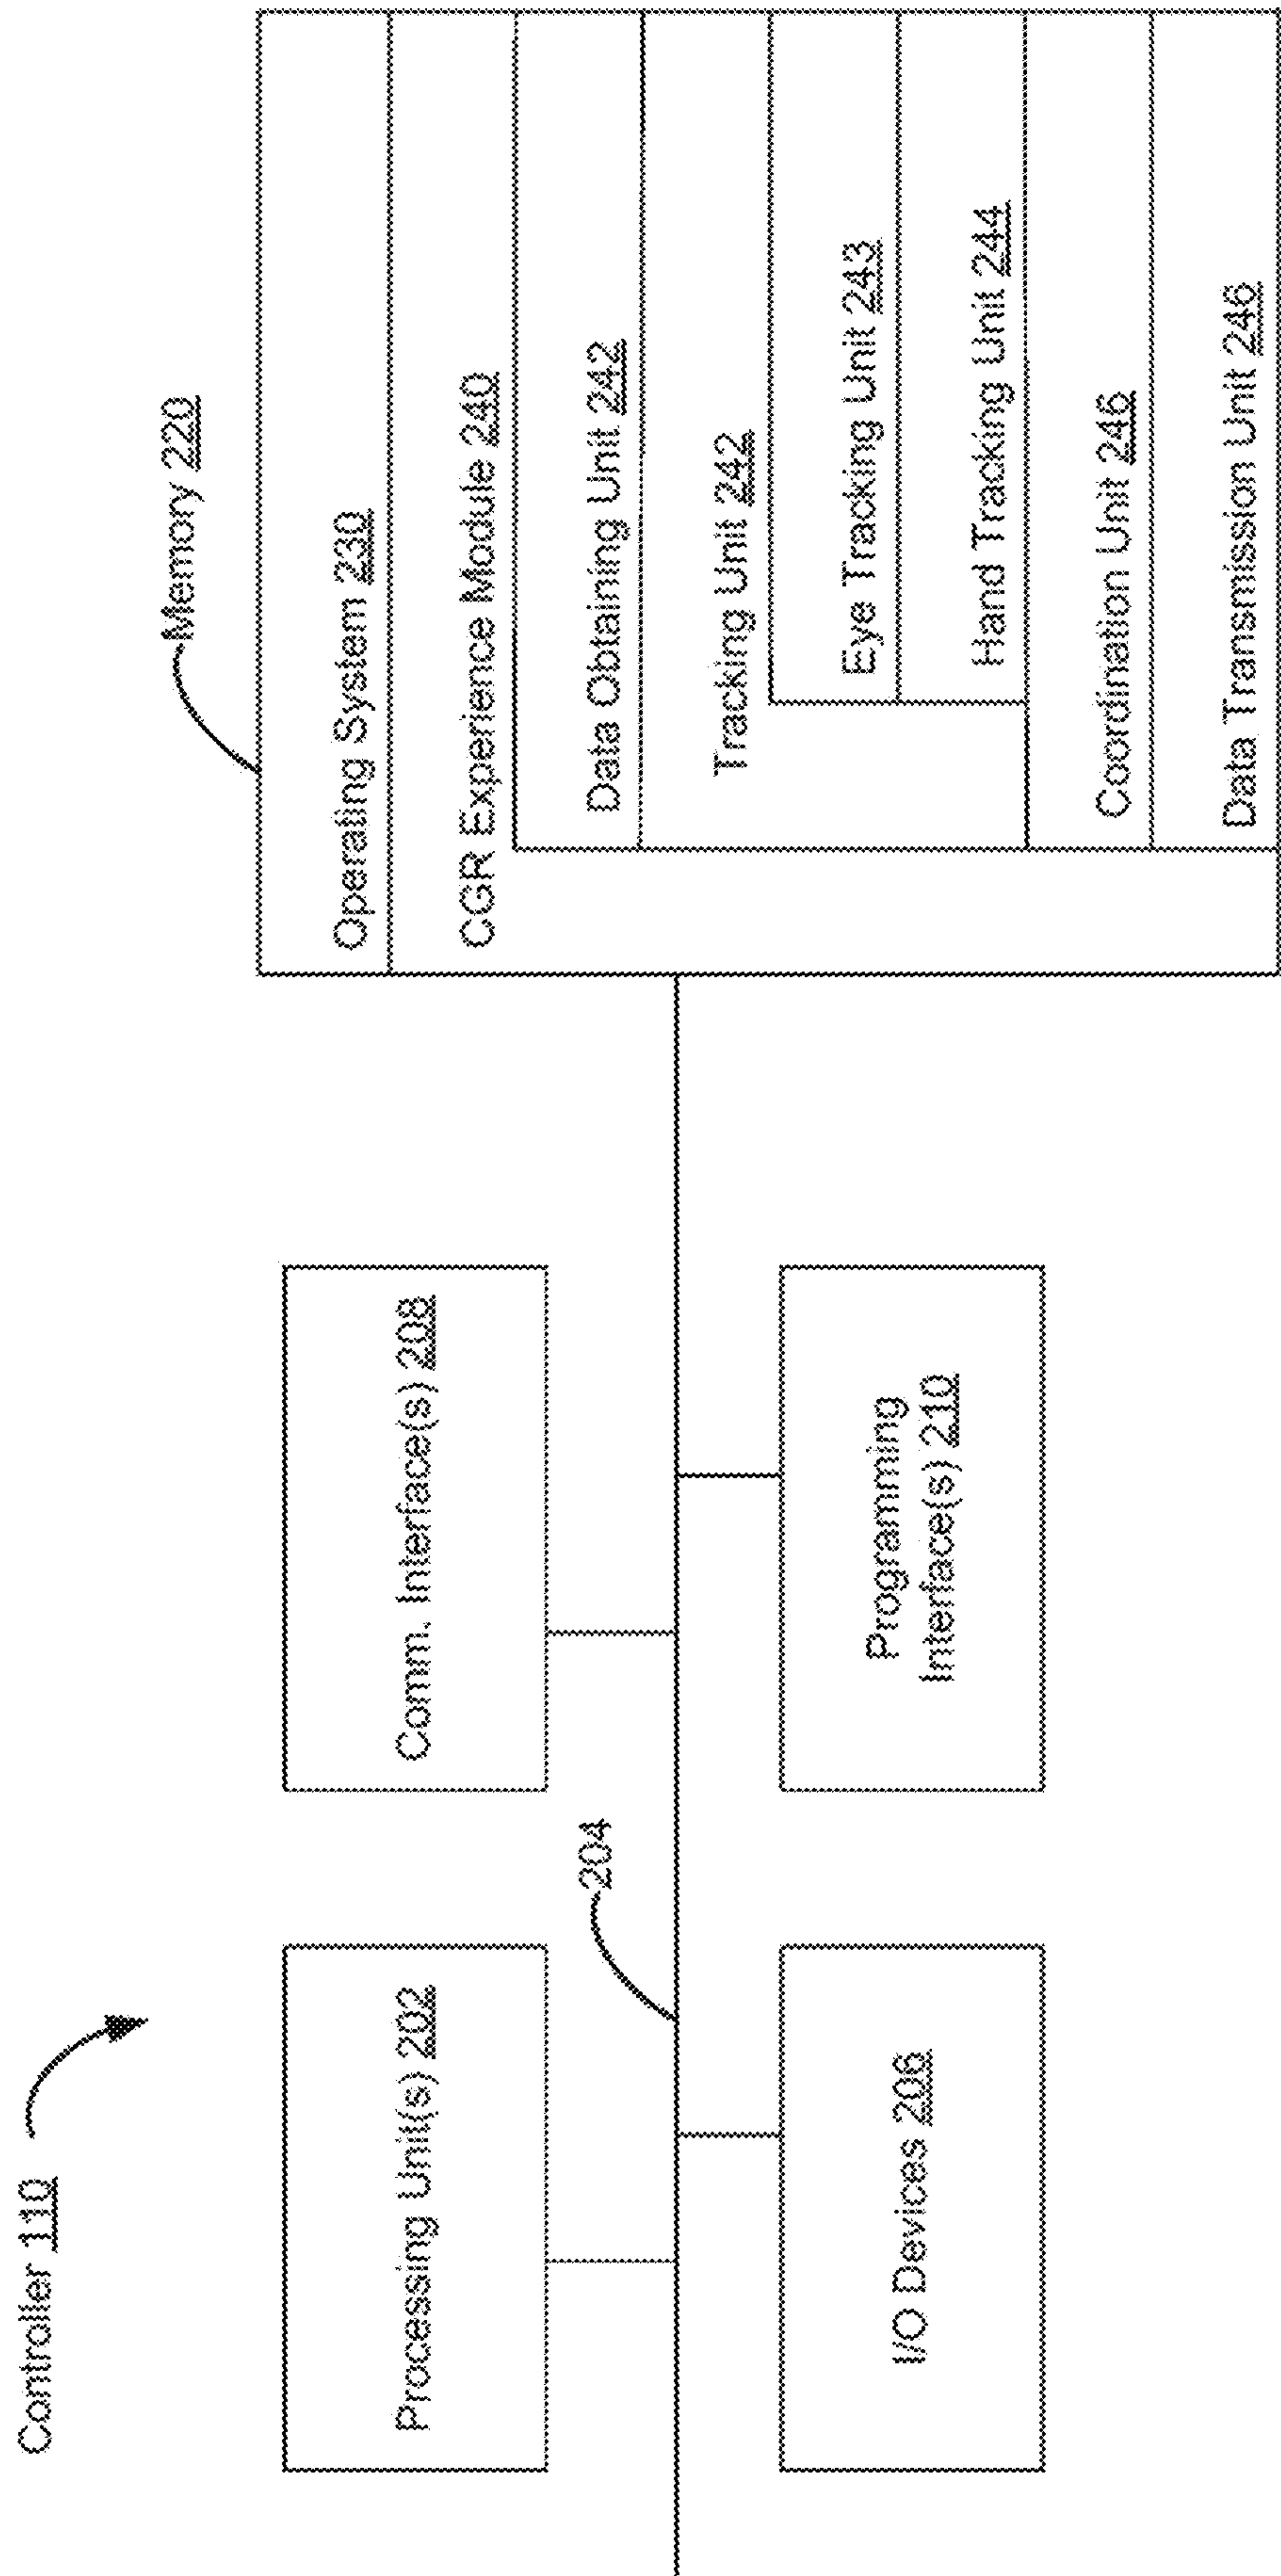 Controller 110
Memory 220
Processing Unit(s) 202
Comm. Interface(s) 208
204
I/O Devices 206
Programming
Interface(s) 210
Operating System 230
CGR Experience Module 240
Data Obtaining Unit 242
Tracking Unit 242
Eye Tracking Unit 243
Hand Tracking Unit 244
Coordination Unit 246
Data Transmission Unit 246